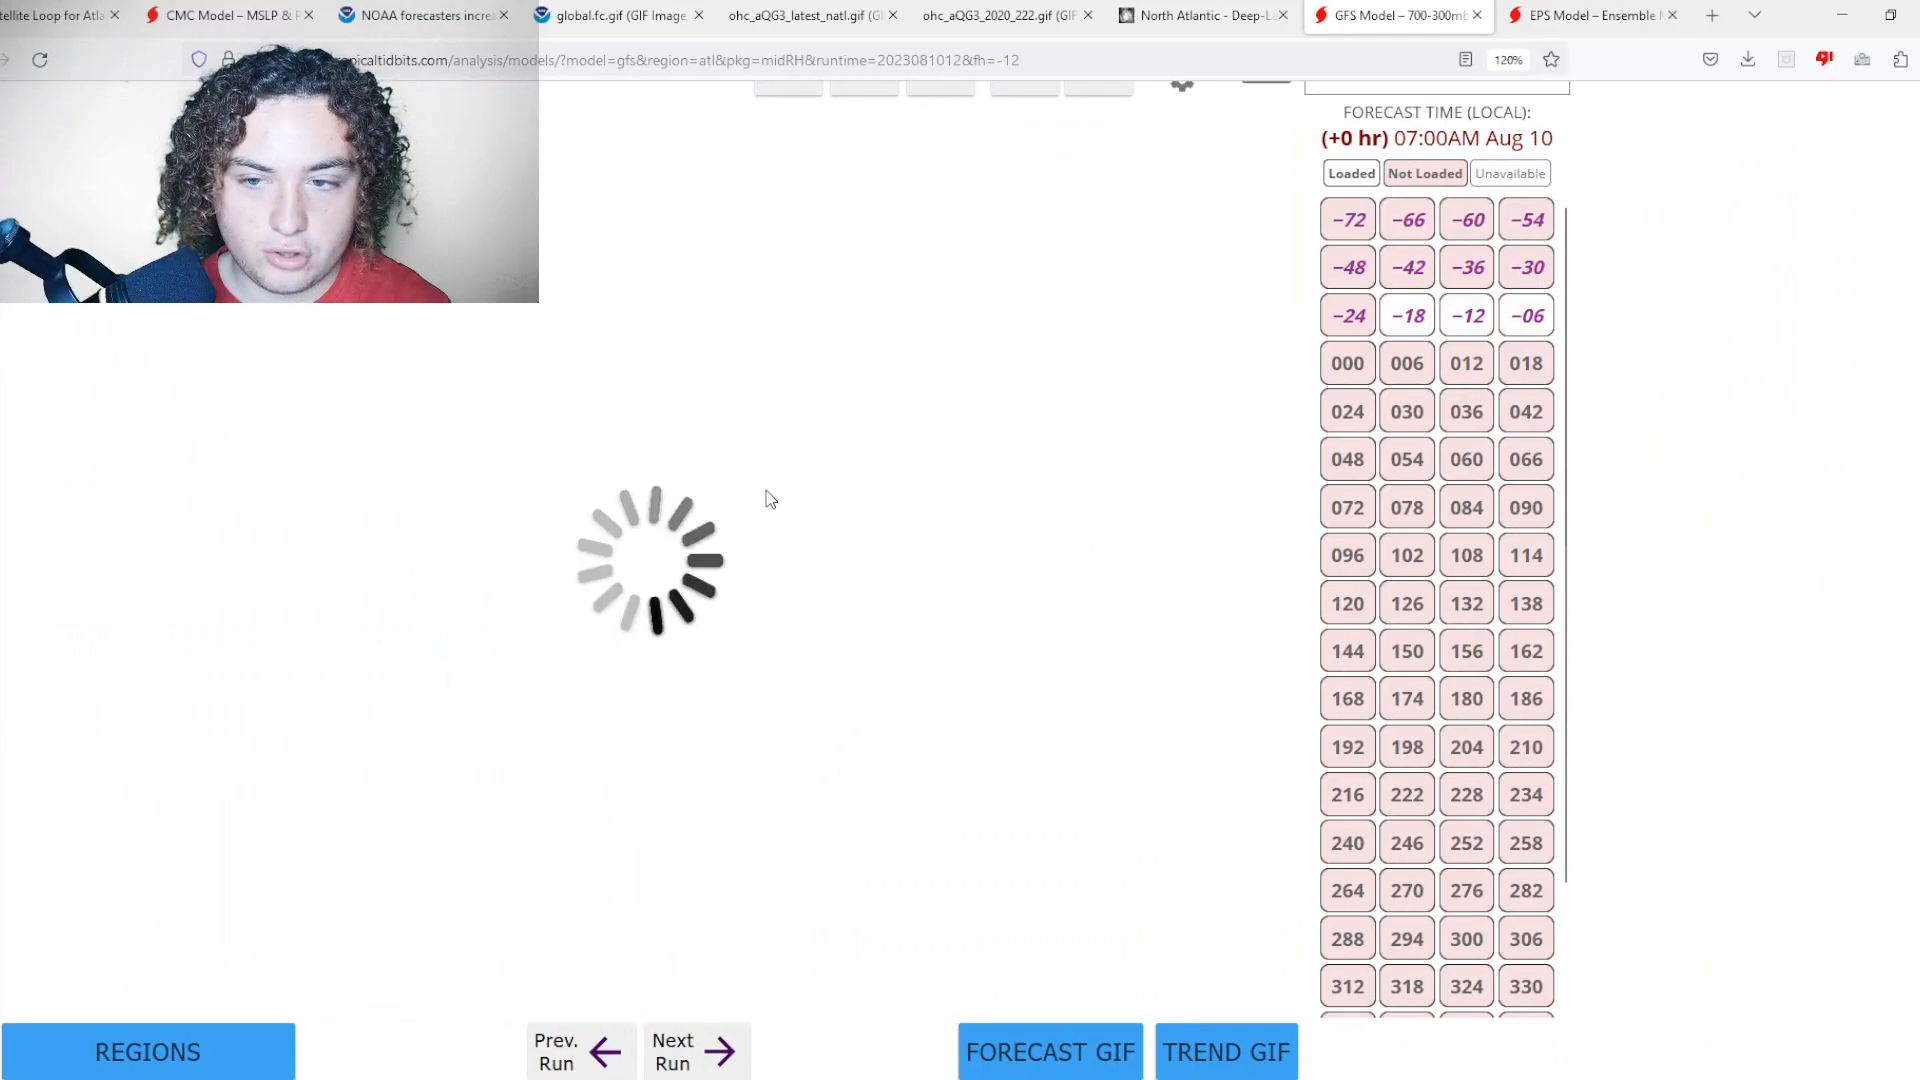 tellite Loop for Atla
CMC Model – MSLP & P
NOAA forecasters increa
global.fc.gif (GIF Image,
ohc_aQG3_latest_natl.gif (G
ohc_aQG3_2020_222.gif (GIF
North Atlantic - Deep-La
GFS Model – 700-300mb
EPS Model – Ensemble M
opicaltidbits.com/analysis/models/?model=gfs&region=atl&pkg=midRH&runtime=2023081012&fh=-12
120%
FORECAST TIME (LOCAL):
(+0 hr) 07:00AM Aug 10
Loaded Not Loaded Unavailable
−72 −66 −60 −54
−48 −42 −36 −30
−24 −18 −12 −06
000 006 012 018
024 030 036 042
048 054 060 066
072 078 084 090
096 102 108 114
120 126 132 138
144 150 156 162
168 174 180 186
192 198 204 210
216 222 228 234
240 246 252 258
264 270 276 282
288 294 300 306
312 318 324 330
REGIONS
Prev.
Run
Next
Run
FORECAST GIF
TREND GIF